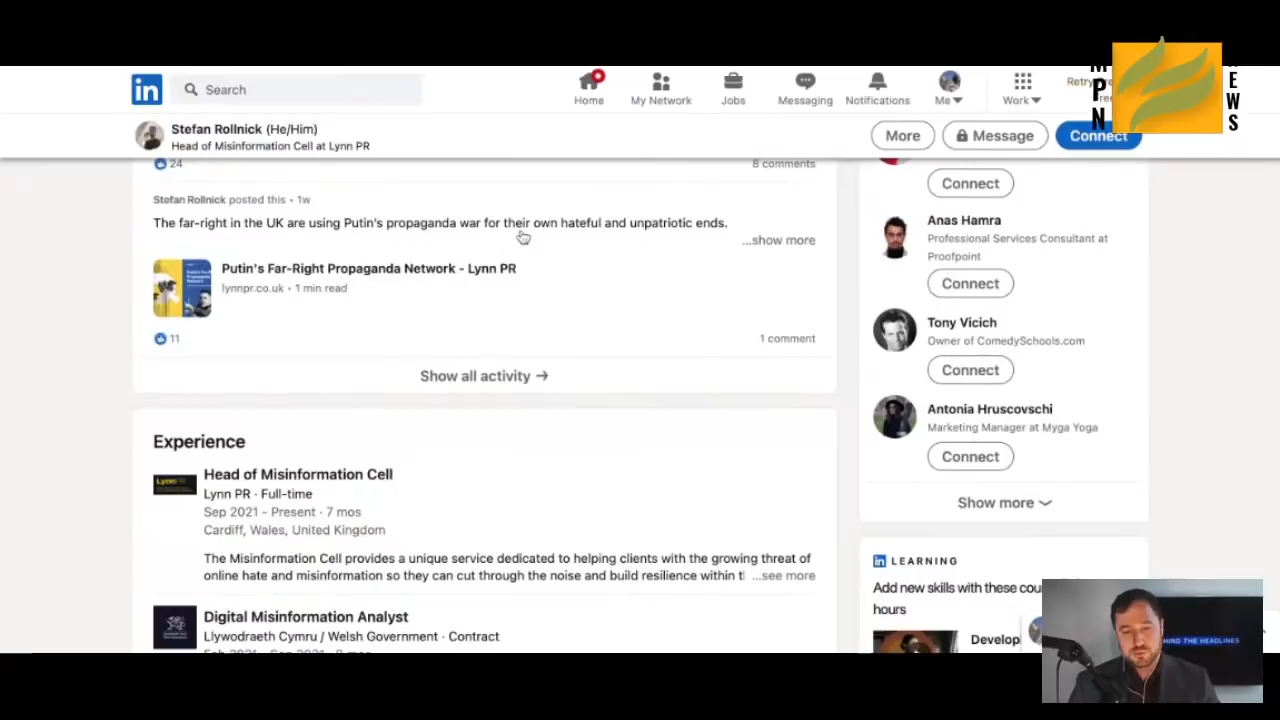 MPN
NEWS
Search
Home
My Network
Jobs
Messaging
Notifications
Me
Work
Stefan Rollnick (He/Him)
Head of Misinformation Cell at Lynn PR
More
Message
Connect
24
8 comments
Stefan Rollnick posted this • 1w
The far-right in the UK are using Putin's propaganda war for their own hateful and unpatriotic ends.
...show more
Putin's Far-Right Propaganda Network - Lynn PR
lynnpr.co.uk • 1 min read
11
1 comment
Show all activity →
Experience
Lynn
Head of Misinformation Cell
Lynn PR · Full-time
Sep 2021 - Present · 7 mos
Cardiff, Wales, United Kingdom
The Misinformation Cell provides a unique service dedicated to helping clients with the growing threat of
online hate and misinformation so they can cut through the noise and build resilience within t ...see more
Digital Misinformation Analyst
Llywodraeth Cymru / Welsh Government · Contract
Connect
Anas Hamra
Professional Services Consultant at
Proofpoint
Connect
Tony Vicich
Owner of ComedySchools.com
Connect
Antonia Hruscovschi
Marketing Manager at Myga Yoga
Connect
Show more
in LEARNING
Add new skills with these cou
hours
Develop
HIND THE HEADLINES